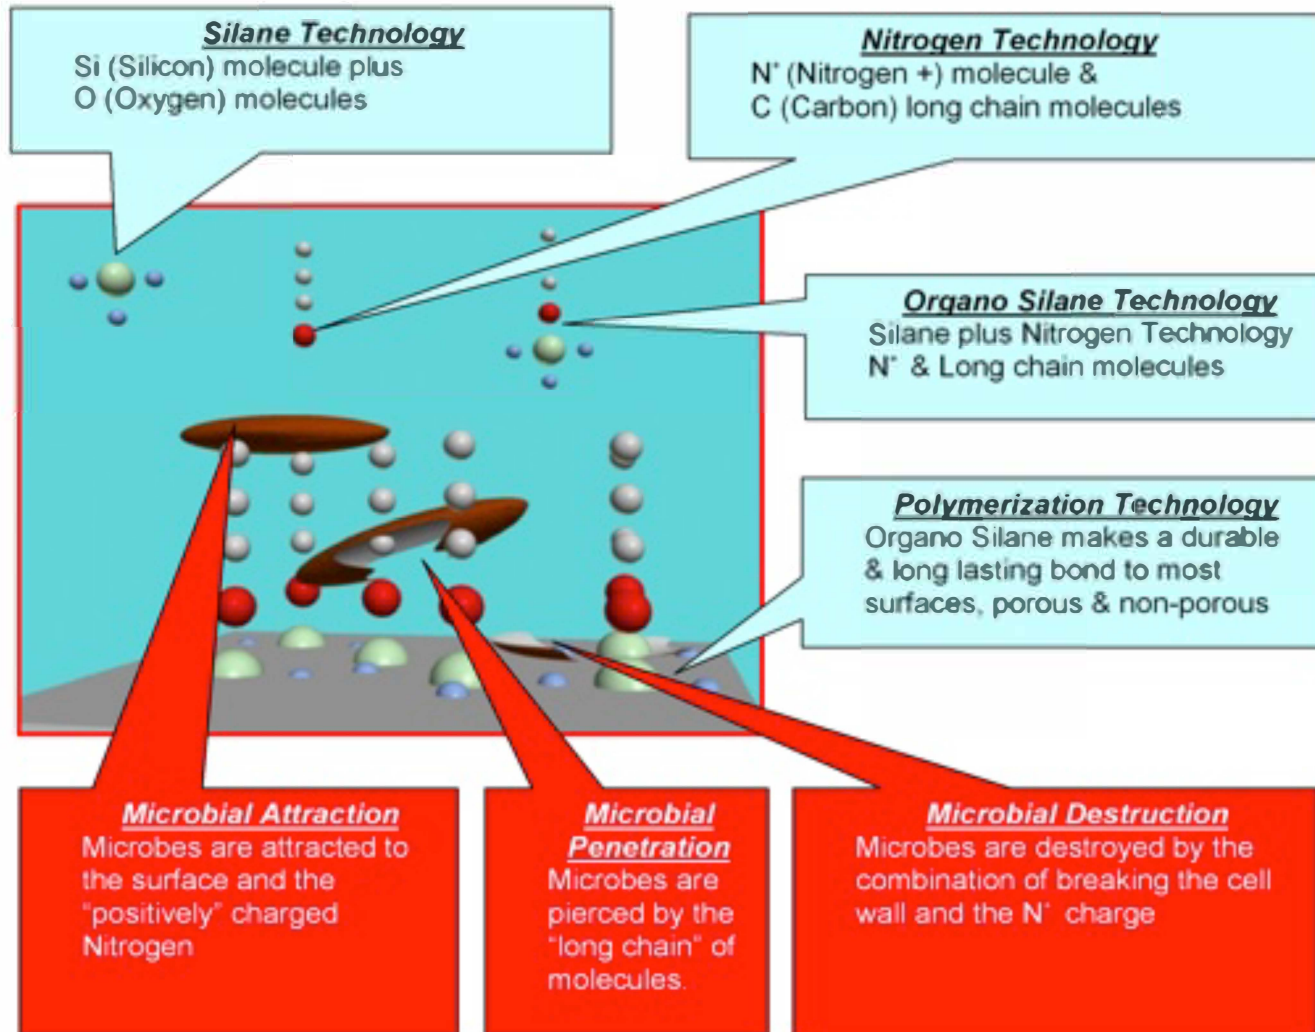 Silane Technology
Si (Silicon) molecule plus
O (Oxygen) molecules
Nitrogen Technology
N⁺ (Nitrogen +) molecule &
C (Carbon) long chain molecules
Organo Silane Technology
Silane plus Nitrogen Technology
N⁺ & Long chain molecules
Polymerization Technology
Organo Silane makes a durable
& long lasting bond to most
surfaces, porous & non-porous
Microbial Attraction
Microbes are attracted to
the surface and the
"positively" charged
Nitrogen
Microbial
Penetration
Microbes are
pierced by the
"long chain" of
molecules.
Microbial Destruction
Microbes are destroyed by the
combination of breaking the cell
wall and the N⁺ charge